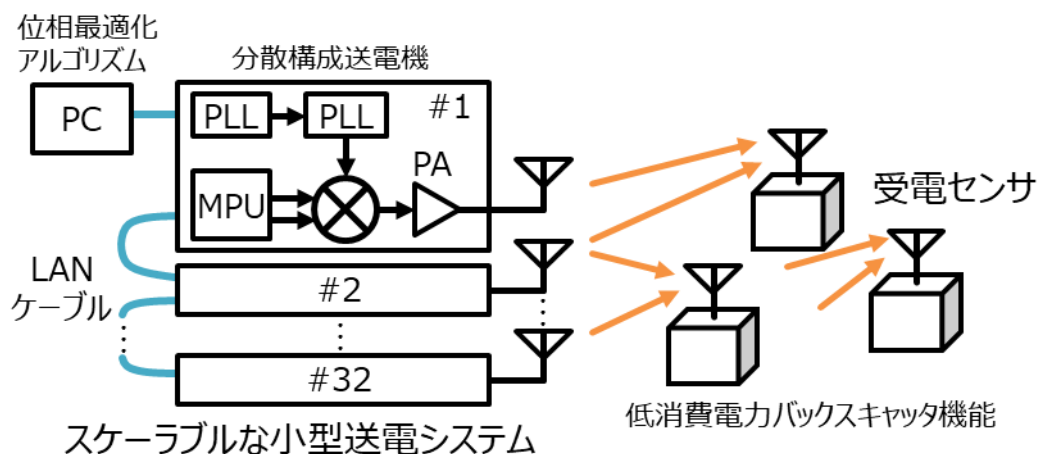 位相最適化
アルゴリズム
PC
分散構成送電機
#1
PLL
PLL
PA
MPU
LAN
ケーブル
#2
#32
スケーラブルな小型送電システム
受電センサ
低消費電力バックスキャッタ機能